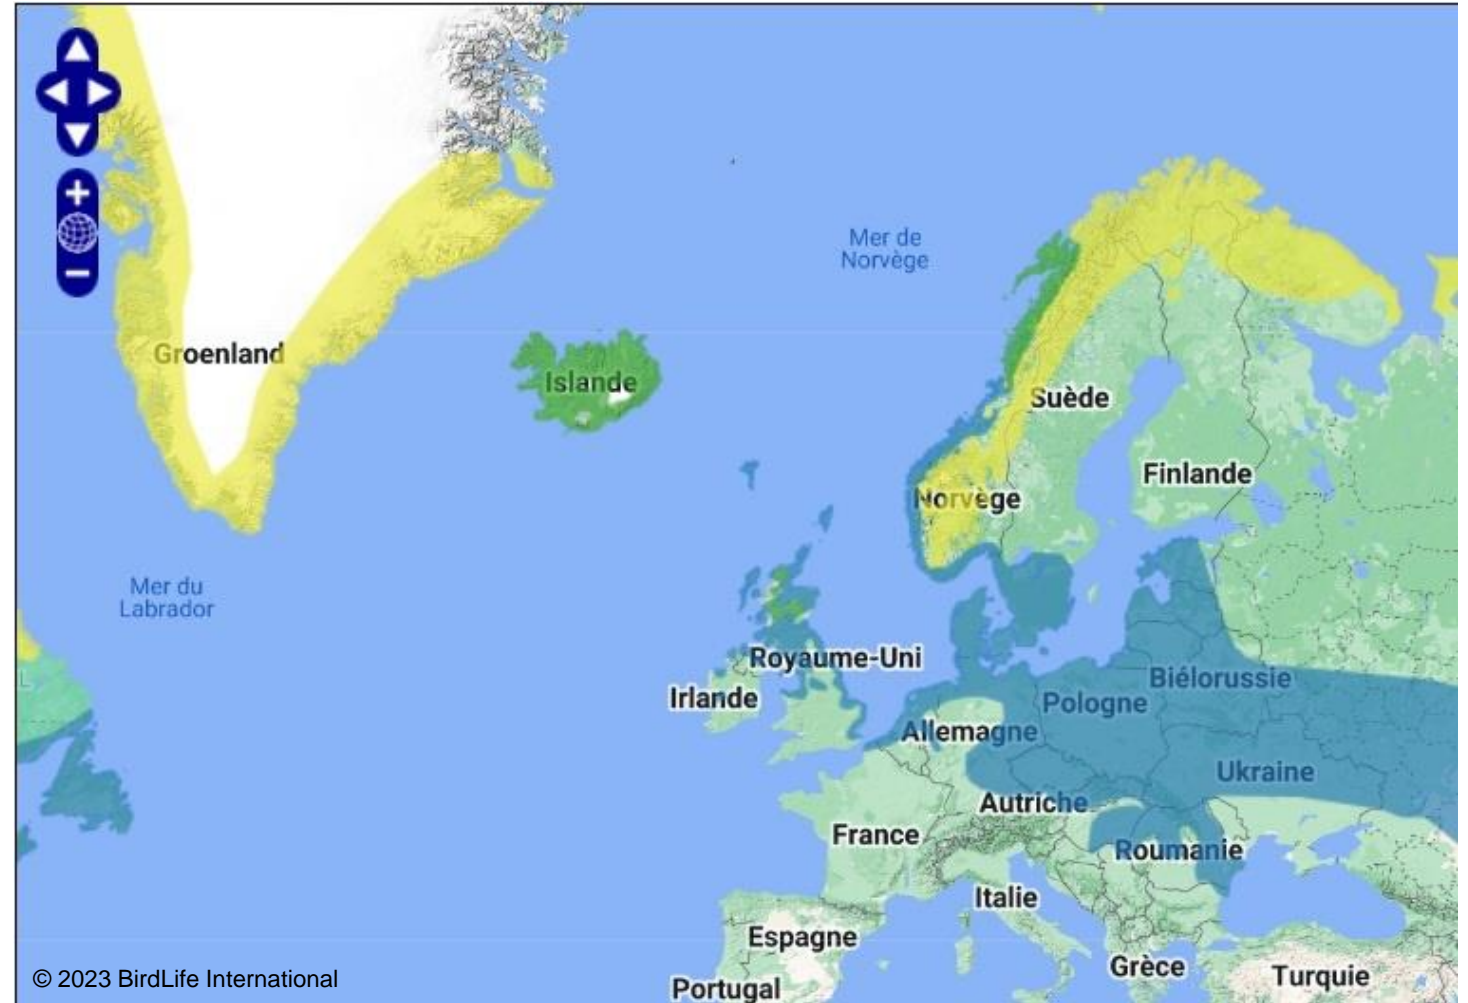 Mer de
Norvège
Groenland
Islande
Suède
Finlande
Norvège
Mer du
Labrador
Royaume-Uni
Irlande
Biélorussie
Pologne
Allemagne
Ukraine
Autriche
France
Roumanie
Italie
Espagne
Grèce
Turquie
Portugal
© 2023 BirdLife International